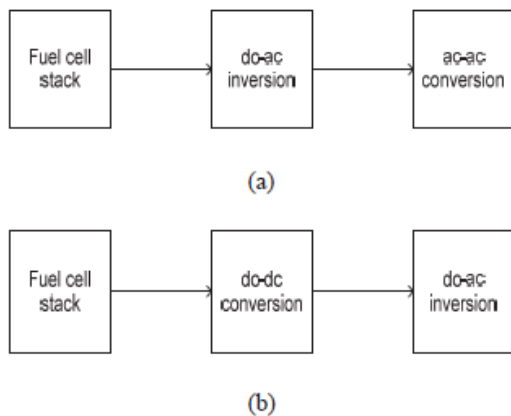 Fuel cell
stack
dc-ac
inversion
ac-ac
conversion
(a)
Fuel cell
stack
dc-dc
conversion
dc-ac
inversion
(b)